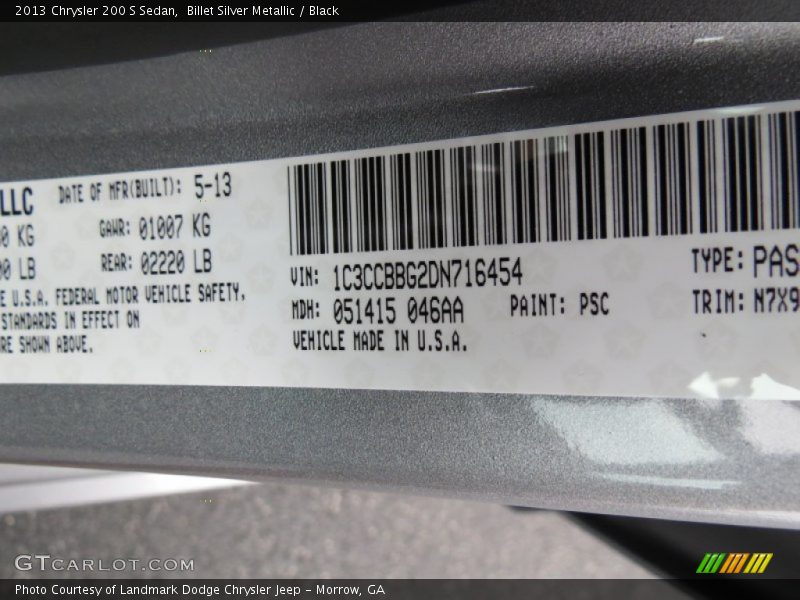 2013 Chrysler 200 S Sedan,  Billet Silver Metallic / Black
LLC DATE OF MFR(BUILT): 5-13
0 KG GAWR: 01007 KG
0 LB REAR: 02220 LB
E U.S.A. FEDERAL MOTOR VEHICLE SAFETY,
STANDARDS IN EFFECT ON
RE SHOWN ABOVE.
VIN: 1C3CCBBG2DN716454 TYPE: PAS
MDH: 051415 046AA PAINT: PSC TRIM: N7X9
VEHICLE MADE IN U.S.A.
GTCARLOT.COM
Photo Courtesy of Landmark Dodge Chrysler Jeep – Morrow, GA